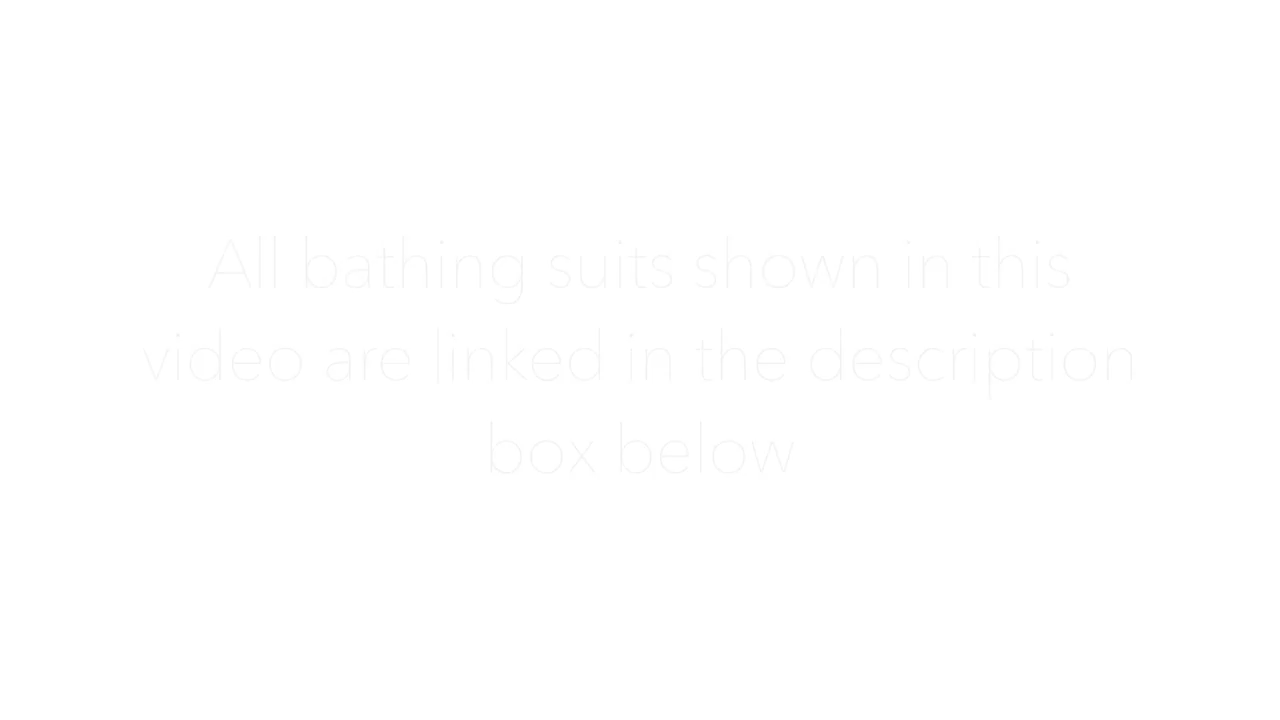 All bathing suits shown in this
video are linked in the description
box below